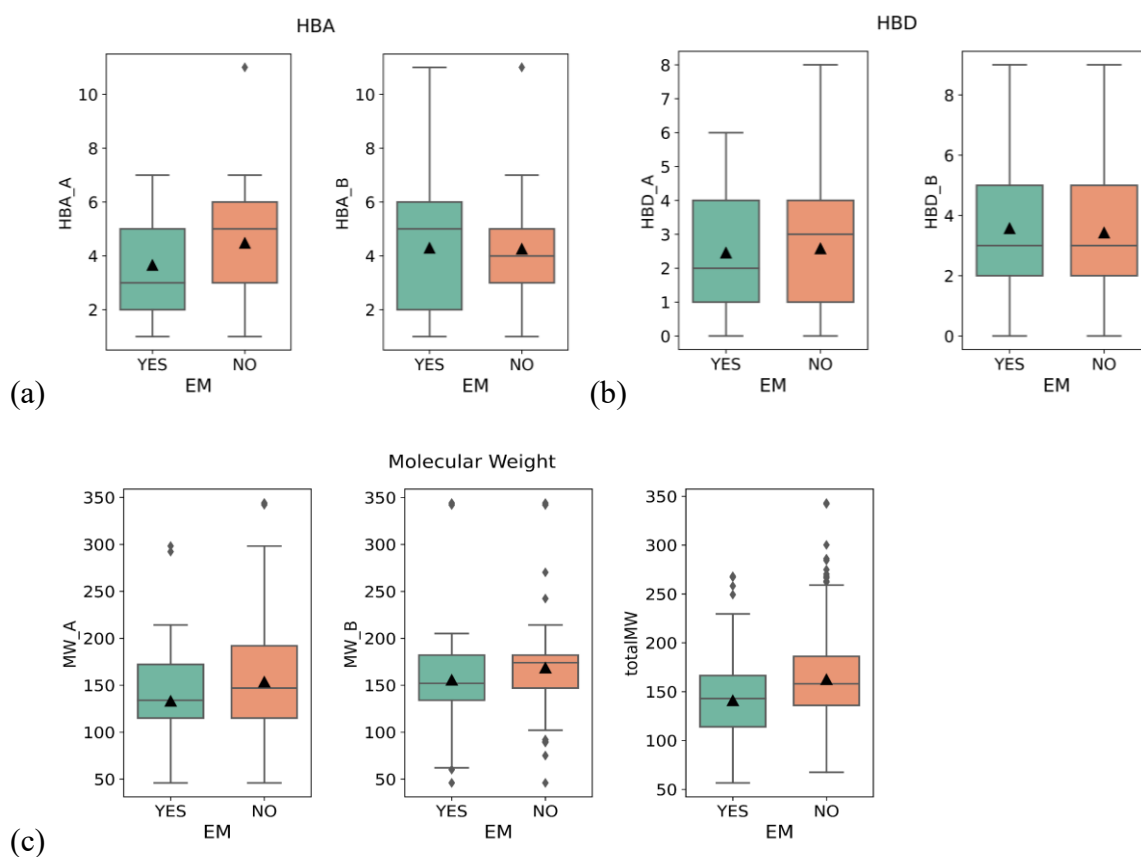 HBA
HBA_A
10
8
6
4
2
YES NO
EM
HBA_B
10
8
6
4
2
YES NO
EM
(a)
HBD
HBD_A
8
7
6
5
4
3
2
1
0
YES NO
EM
HBD_B
8
6
4
2
0
YES NO
EM
(b)
Molecular Weight
MW_A
350
300
250
200
150
100
50
YES NO
EM
MW_B
350
300
250
200
150
100
50
YES NO
EM
totalMW
350
300
250
200
150
100
50
YES NO
EM
(c)